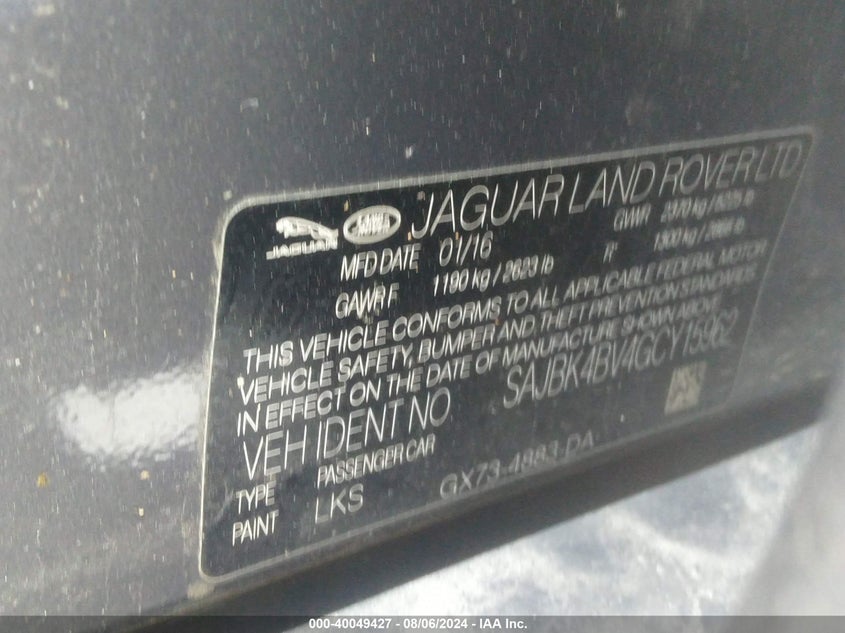 JAGUAR LAND ROVER JAGUAR LAND ROVER LTD
MFD DATE 01/16 GWR 2370 kg / 5225 lb
GAWR F 1190 kg / 2623 lb R 1300 kg / 2866 lb
THIS VEHICLE CONFORMS TO ALL APPLICABLE FEDERAL MOTOR
VEHICLE SAFETY, BUMPER AND THEFT PREVENTION STANDARDS
IN EFFECT ON THE DATE OF MANUFACTURE SHOWN ABOVE
VEH IDENT NO SAJBK4BV4GCY15962
TYPE PASSENGER CAR
PAINT LKS GX73-4883-DA
000-40049427 - 08/06/2024 - IAA Inc.